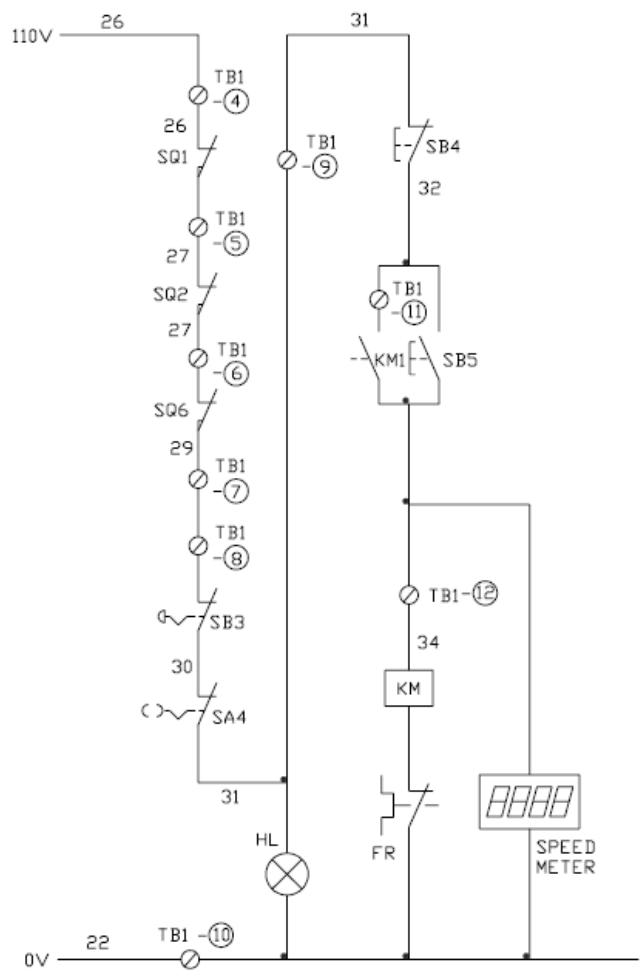 26
31
110V
TB1
-4
26
SQ1
TB1
-9
SB4
32
TB1
-5
27
SQ2
27
TB1
-11
TB1
-6
KM1
SB5
SQ6
29
TB1
-7
TB1
-8
TB1-12
SB3
34
30
KM
SA4
31
8888
HL
FR
SPEED
METER
22
TB1 -10
0V